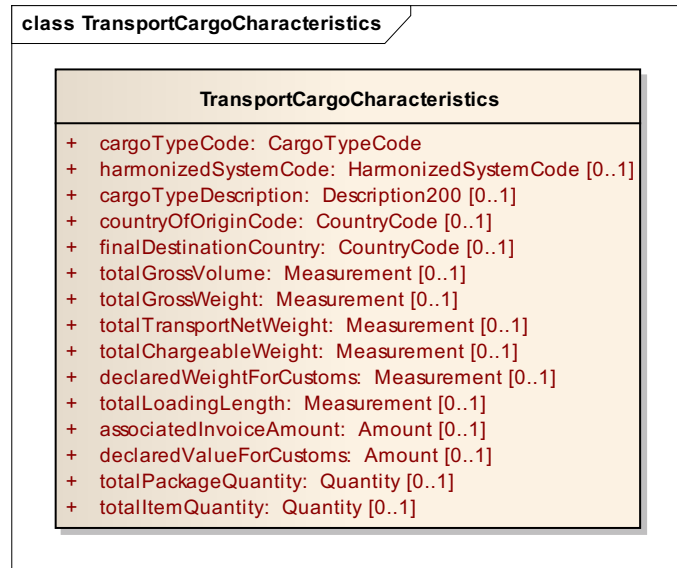 class TransportCargoCharacteristics
TransportCargoCharacteristics
+ cargoTypeCode: CargoTypeCode
+ harmonizedSystemCode: HarmonizedSystemCode [0..1]
+ cargoTypeDescription: Description200 [0..1]
+ countryOfOriginCode: CountryCode [0..1]
+ finalDestinationCountry: CountryCode [0..1]
+ totalGrossVolume: Measurement [0..1]
+ totalGrossWeight: Measurement [0..1]
+ totalTransportNetWeight: Measurement [0..1]
+ totalChargeableWeight: Measurement [0..1]
+ declaredWeightForCustoms: Measurement [0..1]
+ totalLoadingLength: Measurement [0..1]
+ associatedInvoiceAmount: Amount [0..1]
+ declaredValueForCustoms: Amount [0..1]
+ totalPackageQuantity: Quantity [0..1]
+ totalItemQuantity: Quantity [0..1]